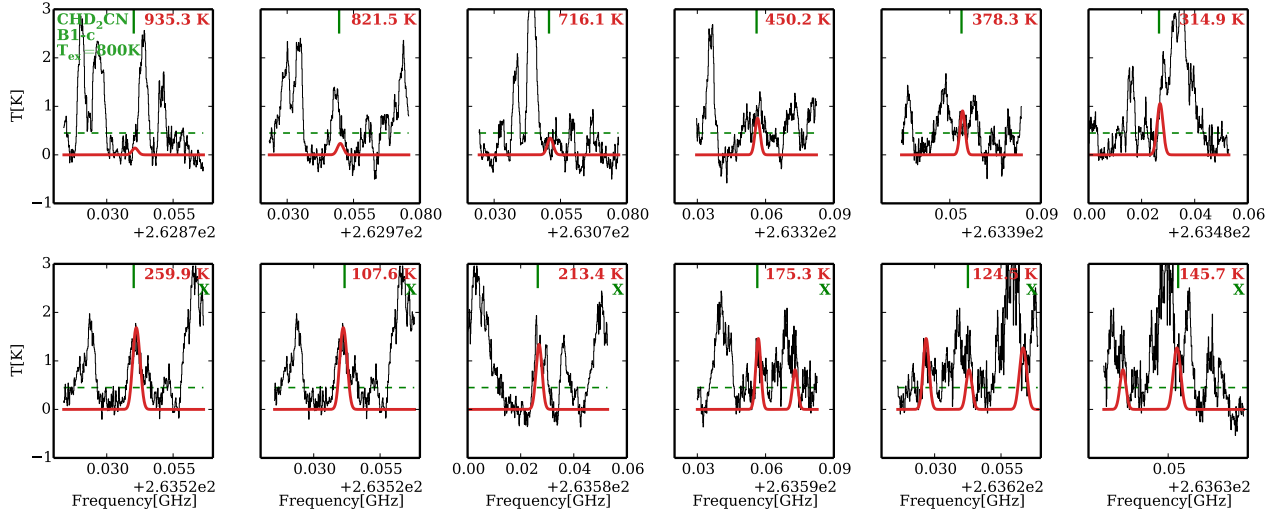 CHD2CN 935.3 K 821.5 K 716.1 K 450.2 K 378.3 K 314.9 K
B1-c
Tex=300K
3
2
1
0
−1
T[K]
0.030 0.055 0.030 0.055 0.080 0.030 0.055 0.080 0.03 0.06 0.09 0.05 0.09 0.00 0.02 0.04 0.06
+2.6287e2 +2.6297e2 +2.6307e2 +2.6332e2 +2.6339e2 +2.6348e2
259.9 K 107.6 K 213.4 K 175.3 K 124.5 K 145.7 K
X X X X X X
3
2
1
0
−1
T[K]
0.030 0.055 0.030 0.055 0.00 0.02 0.04 0.06 0.03 0.06 0.09 0.030 0.055 0.05
+2.6352e2 +2.6352e2 +2.6358e2 +2.6359e2 +2.6362e2 +2.6363e2
Frequency[GHz] Frequency[GHz] Frequency[GHz] Frequency[GHz] Frequency[GHz] Frequency[GHz]